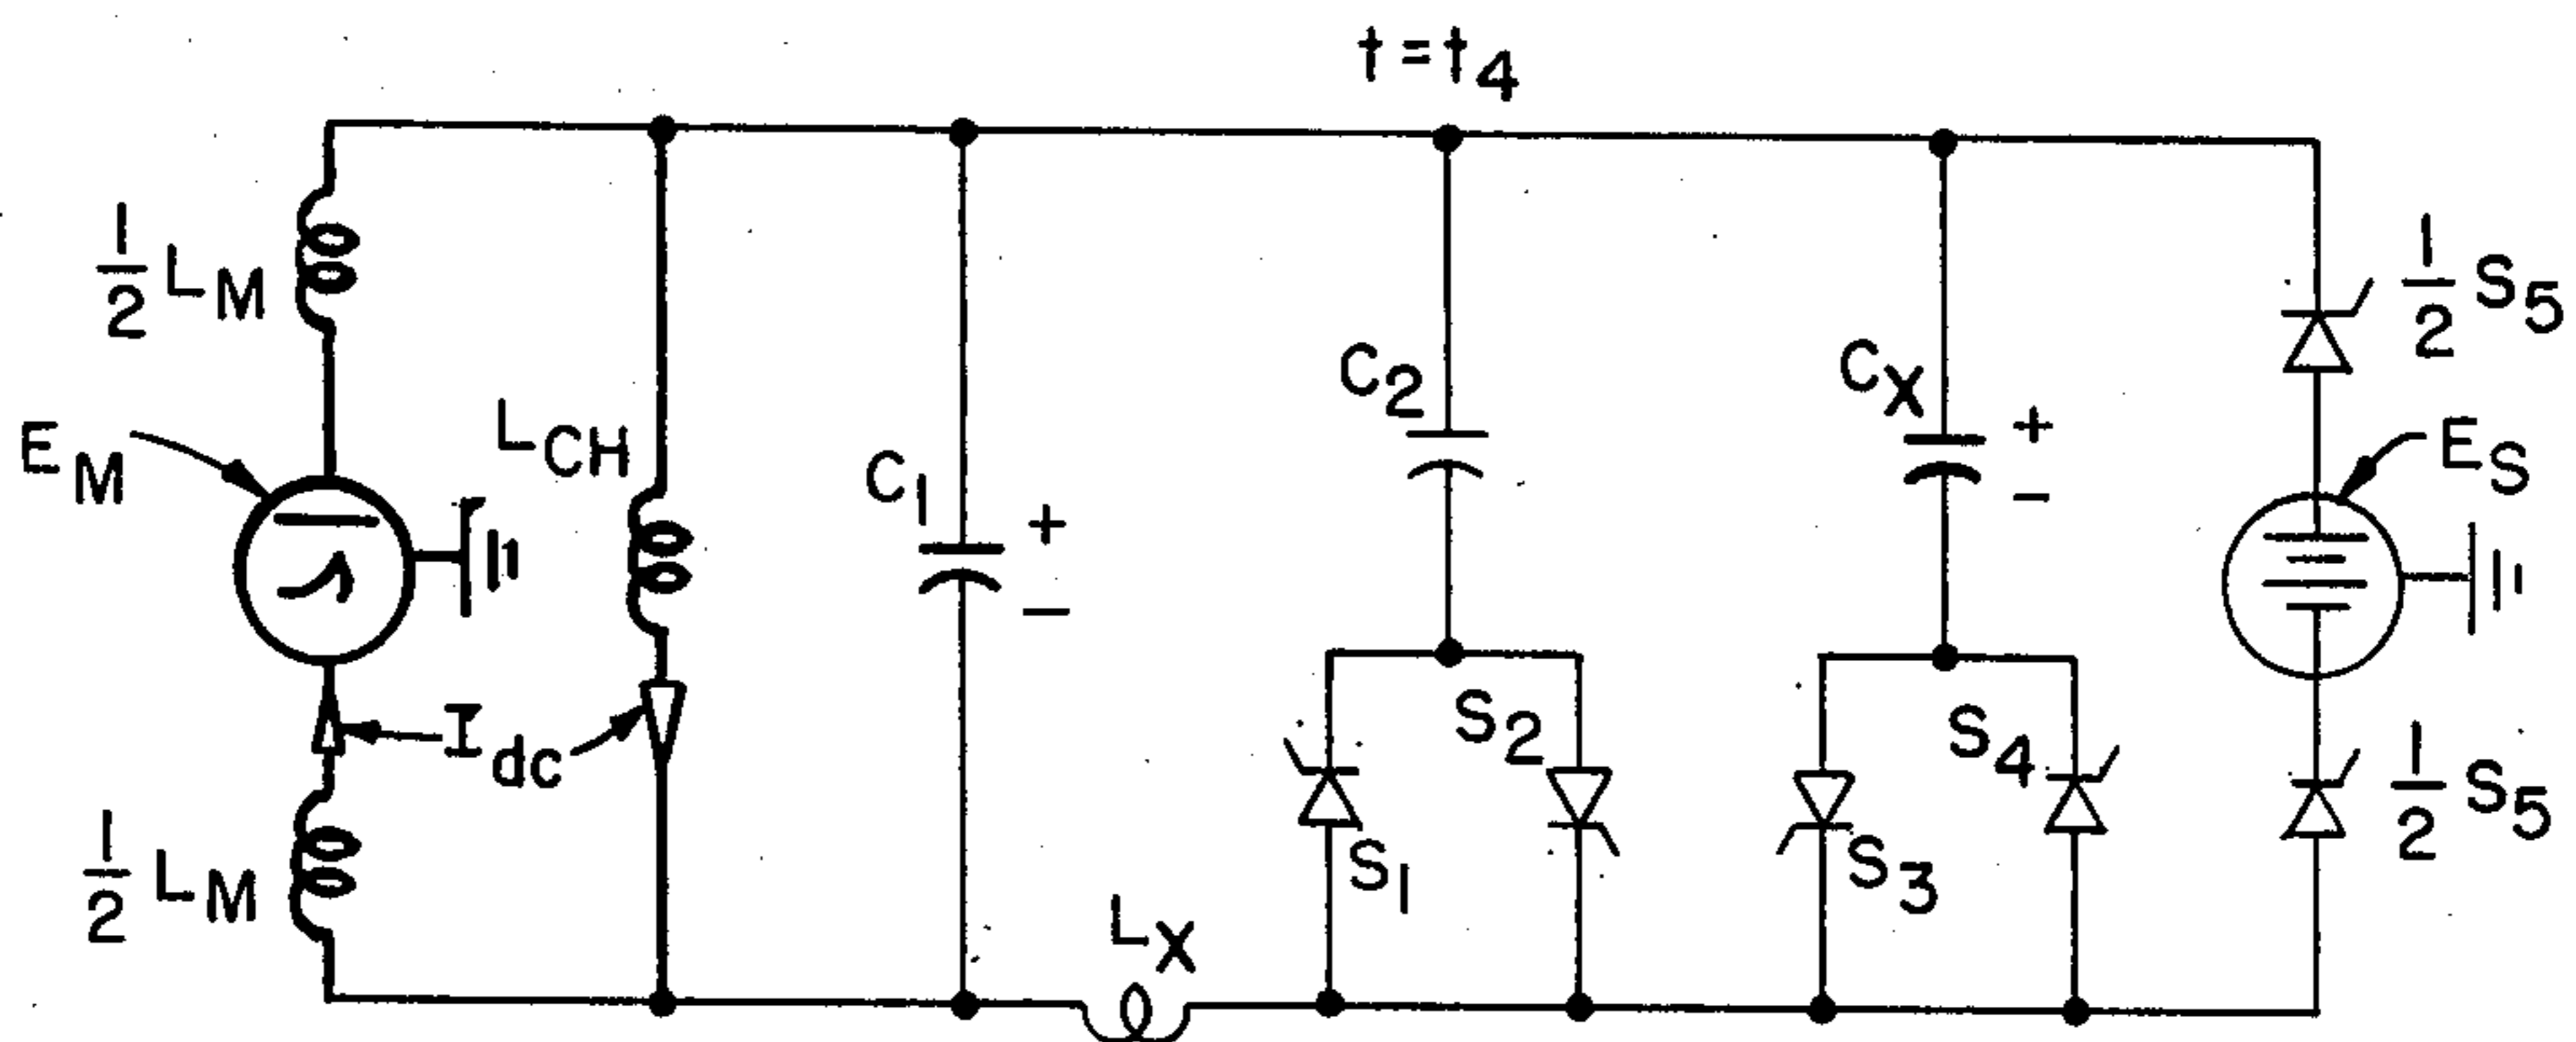 t = t4
1/2 LM
EM
LCH
C1
+
−
C2
CX
+
−
1/2 S5
ES
Idc
S2
S4
1/2 LM
S1
S3
1/2 S5
LX